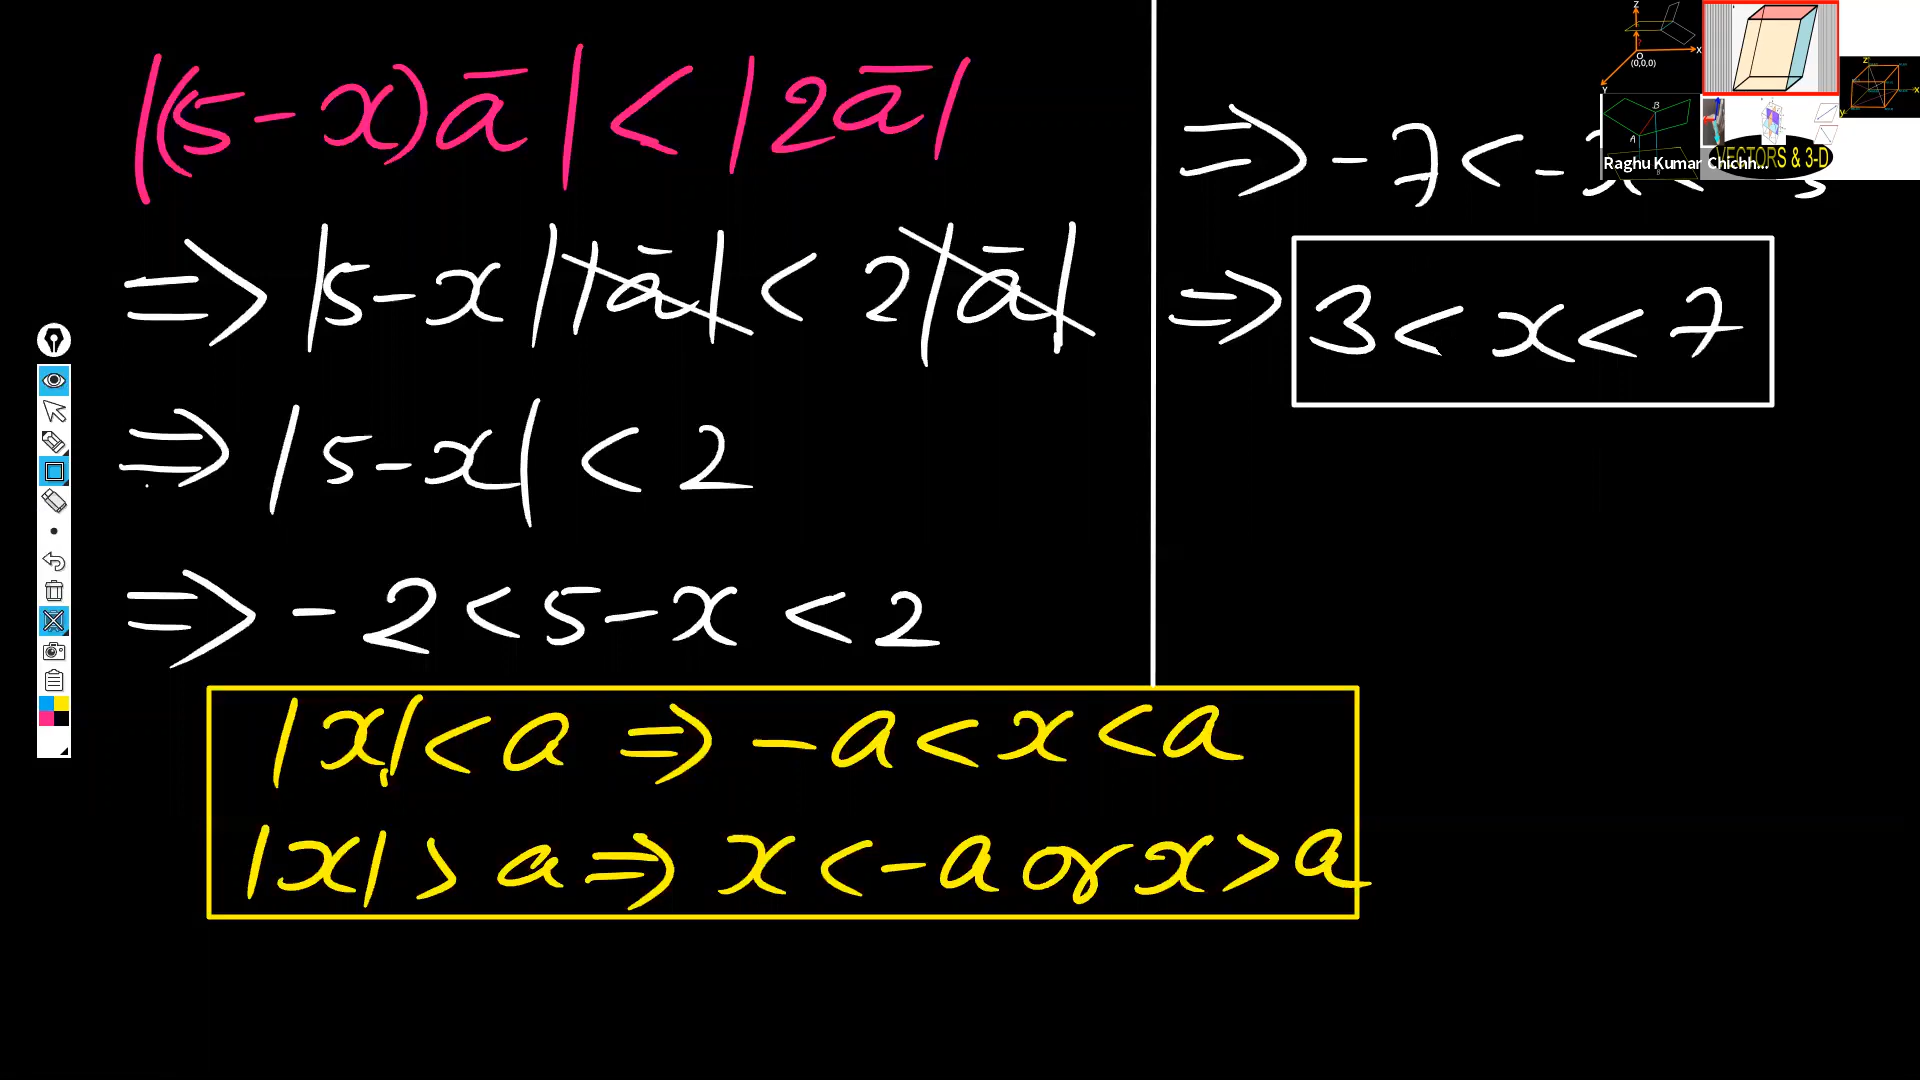 |(5-x)a̅| < |2a̅|
⇒ |5-x||a̅| < 2|a̅|
⇒ |5-x| < 2
⇒ -2 < 5-x < 2
⇒ -7 < -
⇒ 3 < x < 7
|x| < a ⇒ -a < x < a
|x| > a ⇒ x < -a or x > a
Z
X
O
(0,0,0)
Y
B
A
Raghu Kumar Chichh...
VECTORS & 3-D